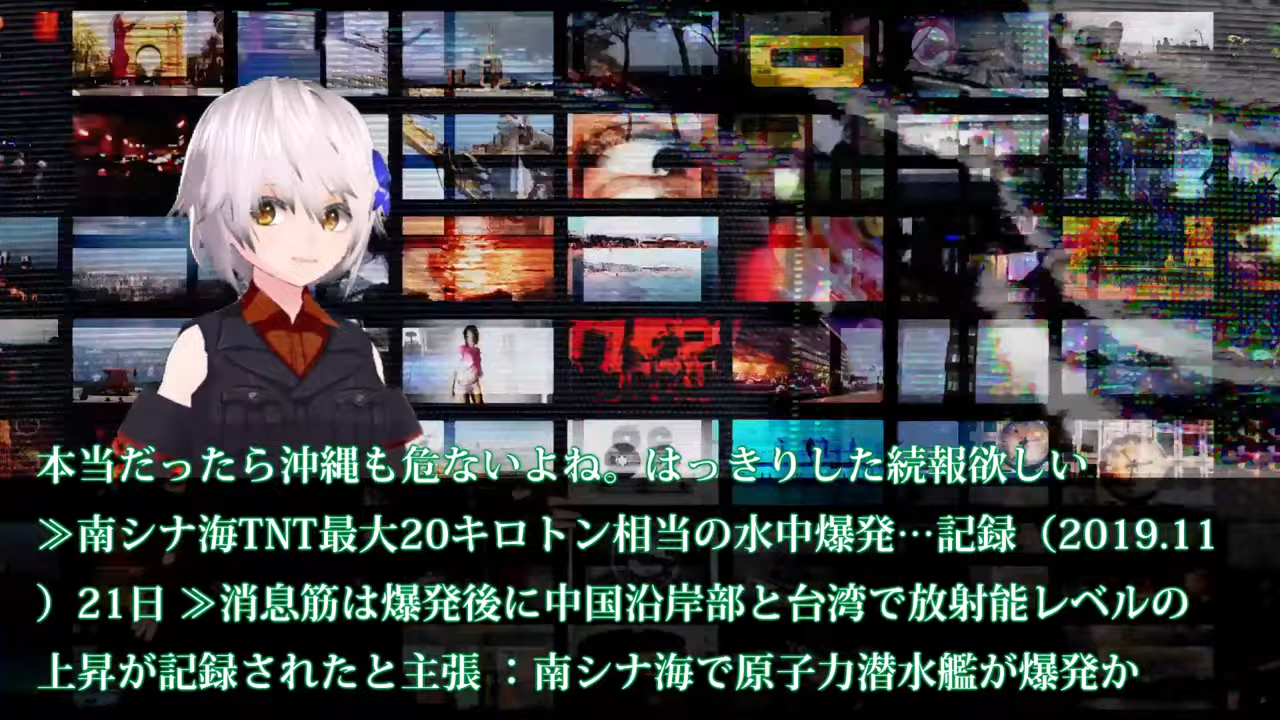 本当だったら沖縄も危ないよね。はっきりした続報欲しい
≫南シナ海TNT最大20キロトン相当の水中爆発…記録（2019.11
）21日 ≫消息筋は爆発後に中国沿岸部と台湾で放射能レベルの
上昇が記録されたと主張 ：南シナ海で原子力潜水艦が爆発か